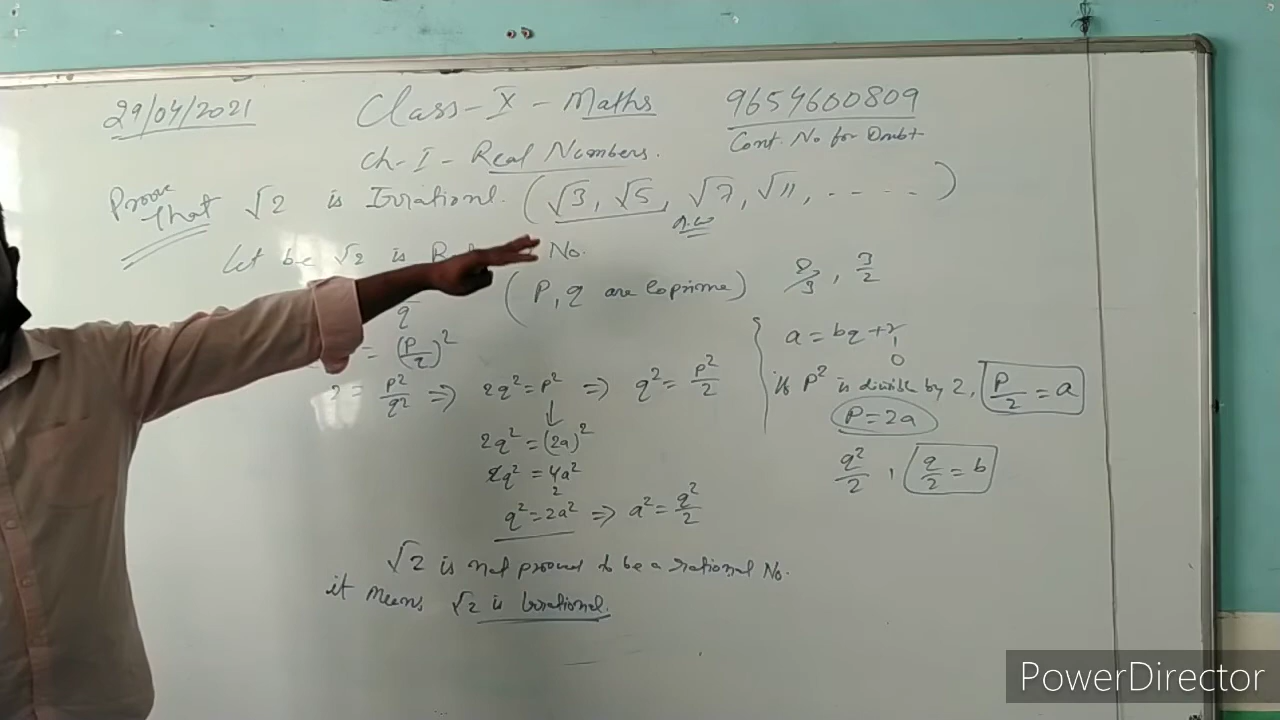 29/04/2021
Class-X-Maths
9654600809
Cont. No for Doubt
Ch-I- Real Numbers.
Prove that √2 is Irrational. (√3, √5, √7, √11, ......)
H.W
Let be √2 is No.
q (P, q are Coprime)
= (P/q)²
2 = P²/q² ⇒ 2q² = P² ⇒ q² = P²/2
↓
2q² = (2a)²
2q² = 4a²
2
q² = 2a² ⇒ a² = q²/2
√2 is not proved to be a rational No.
it means √2 is Irrational.
, 3/2
a = bq + r
0
if P² is divisible by 2, P/2 = a
P = 2a
q²/2 , q/2 = b
PowerDirector